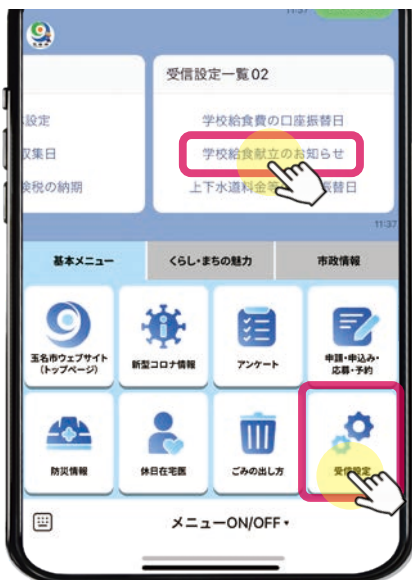 受信設定一覧02
設定
学校給食費の口座振替日
収集日
学校給食献立のお知らせ
険税の納期
上下水道料金等 振替日
11:37
基本メニュー
くらし・まちの魅力
市政情報
玉名市ウェブサイト
(トップページ)
新型コロナ情報
アンケート
申請・申込み・
応募・予約
防災情報
休日在宅医
ごみの出し方
受信設定
メニューON/OFF▾